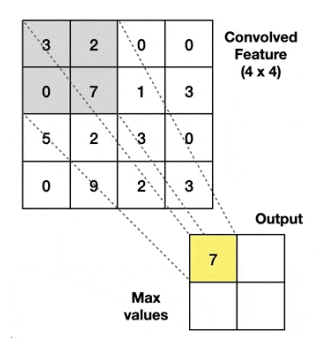 3 2 0 0
0 7 1 3
5 2 3 0
0 9 2 3
Convolved
Feature
(4 x 4)
Output
7
Max
values